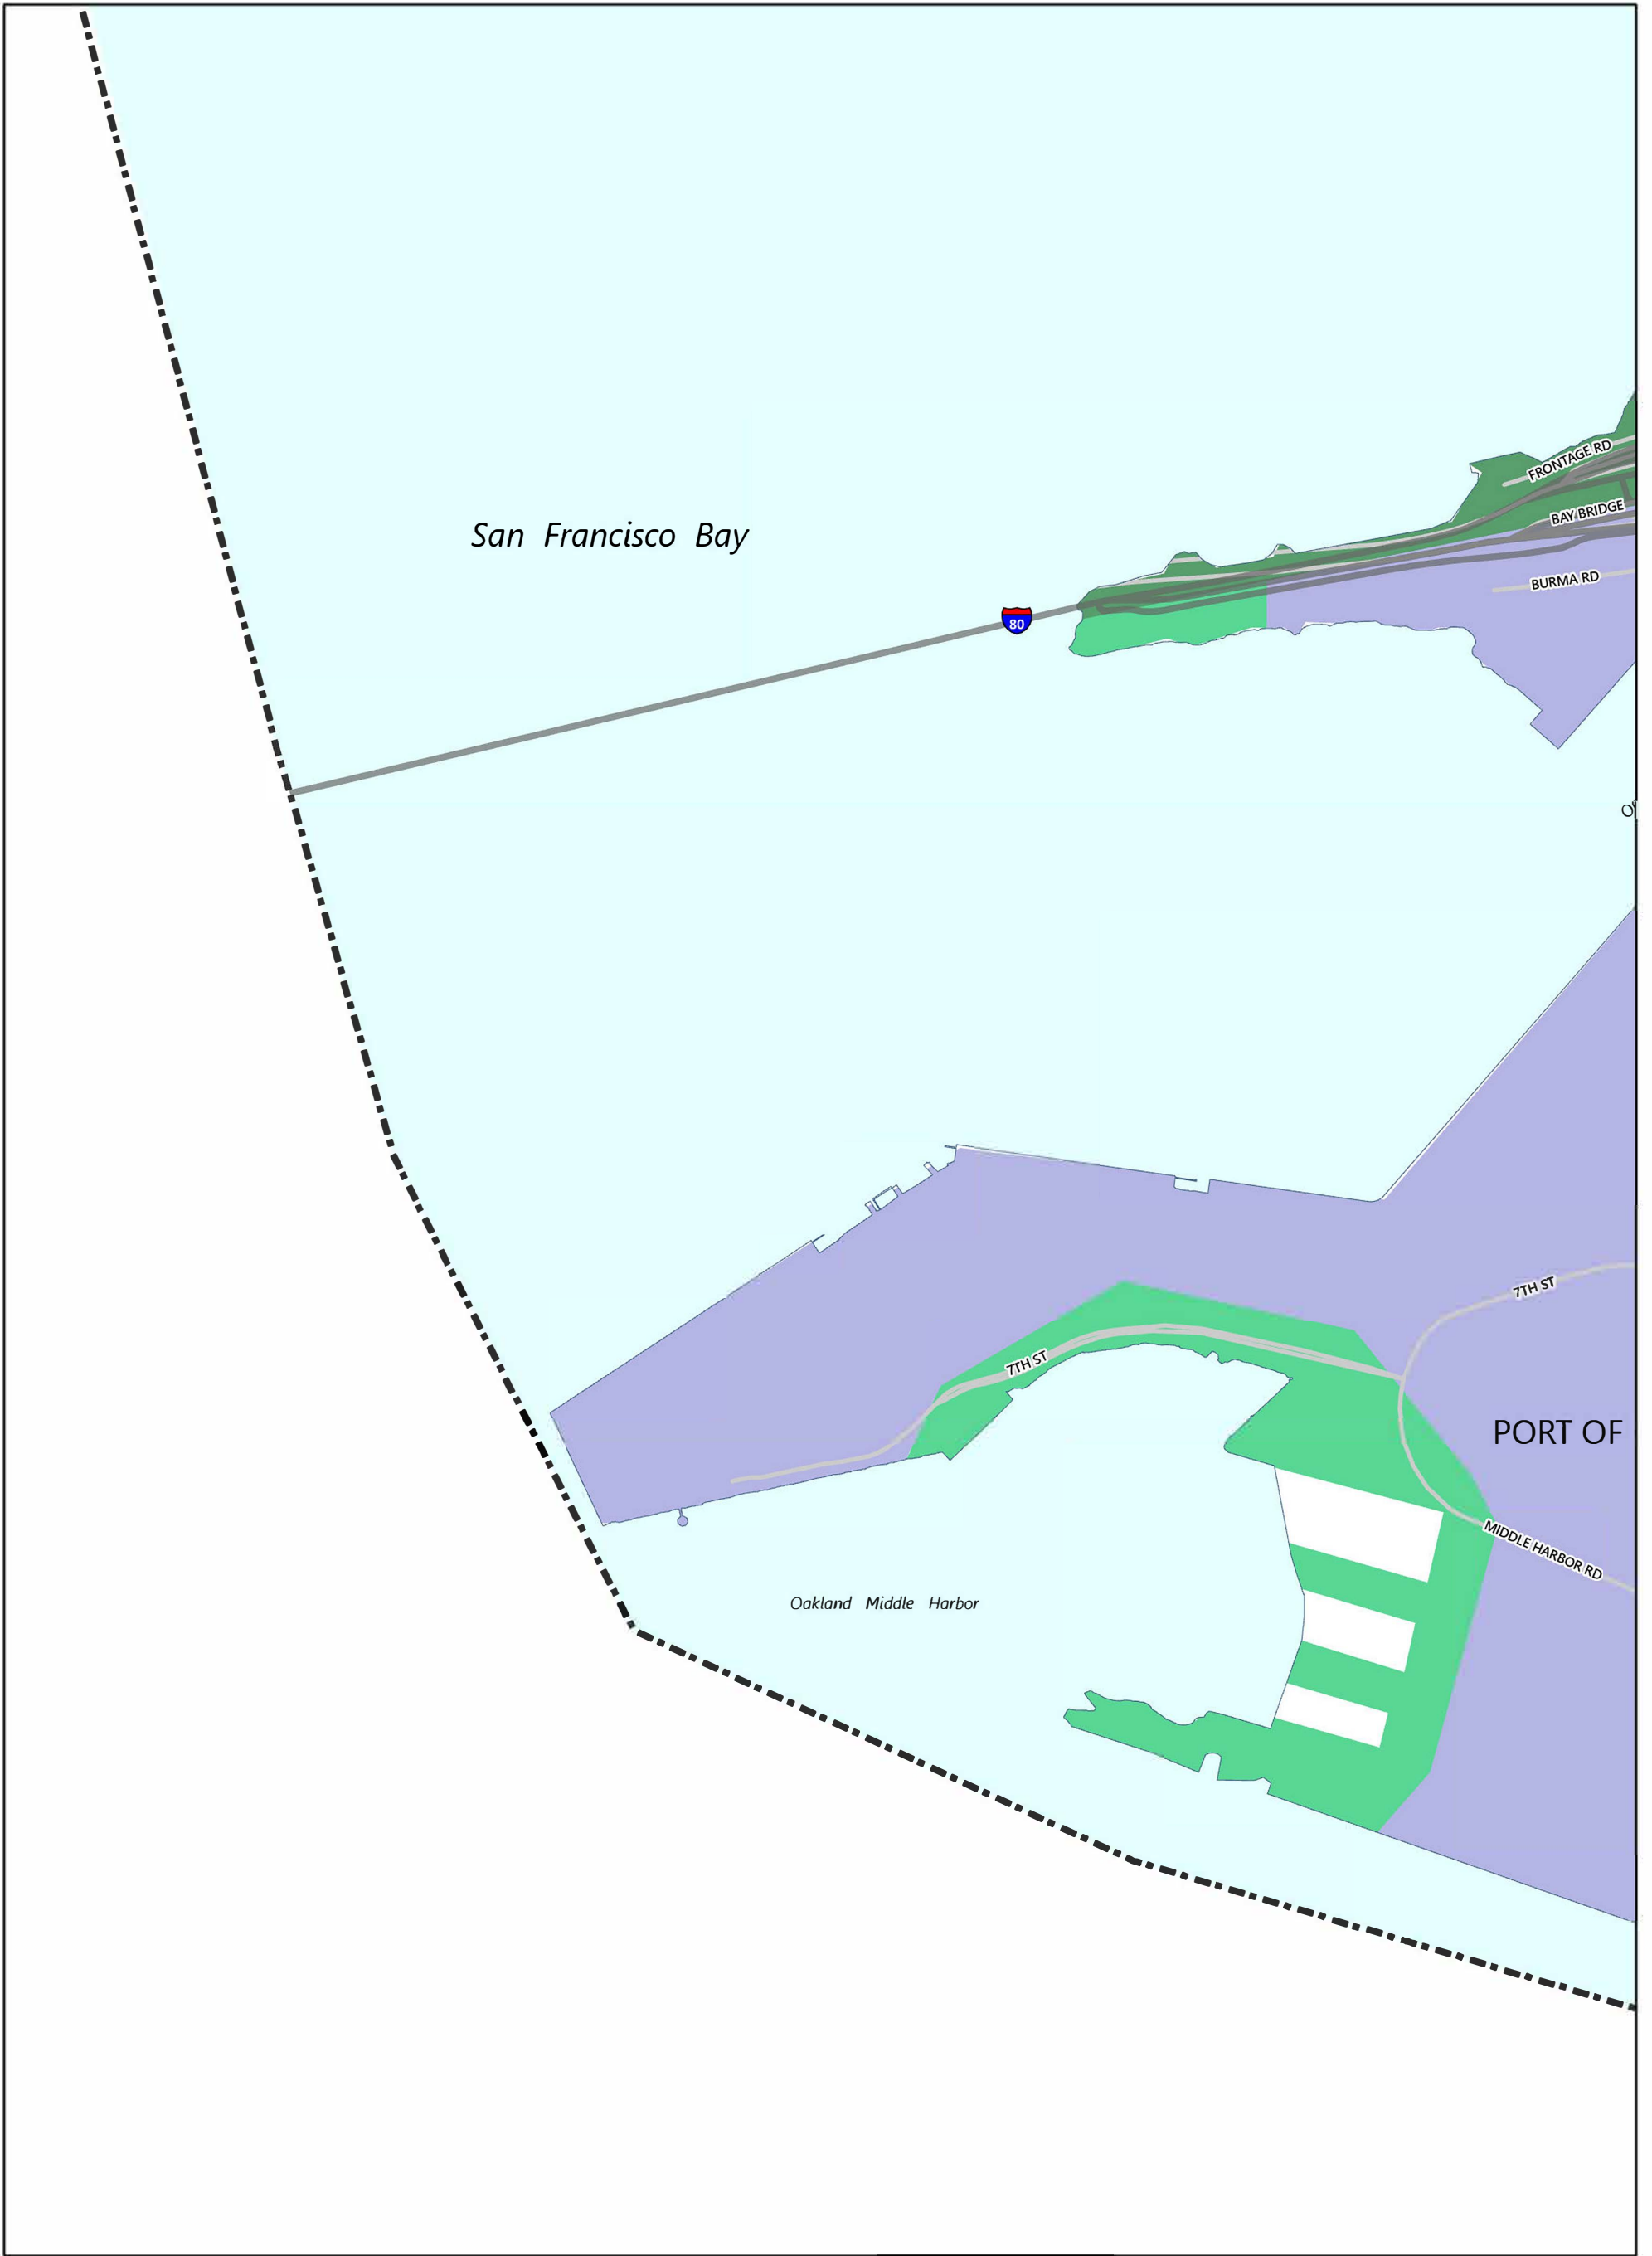 FRONTAGE RD
BAY BRIDGE
San Francisco Bay
BURMA RD
80
7TH ST
7TH ST
PORT OF
MIDDLE HARBOR RD
Oakland Middle Harbor